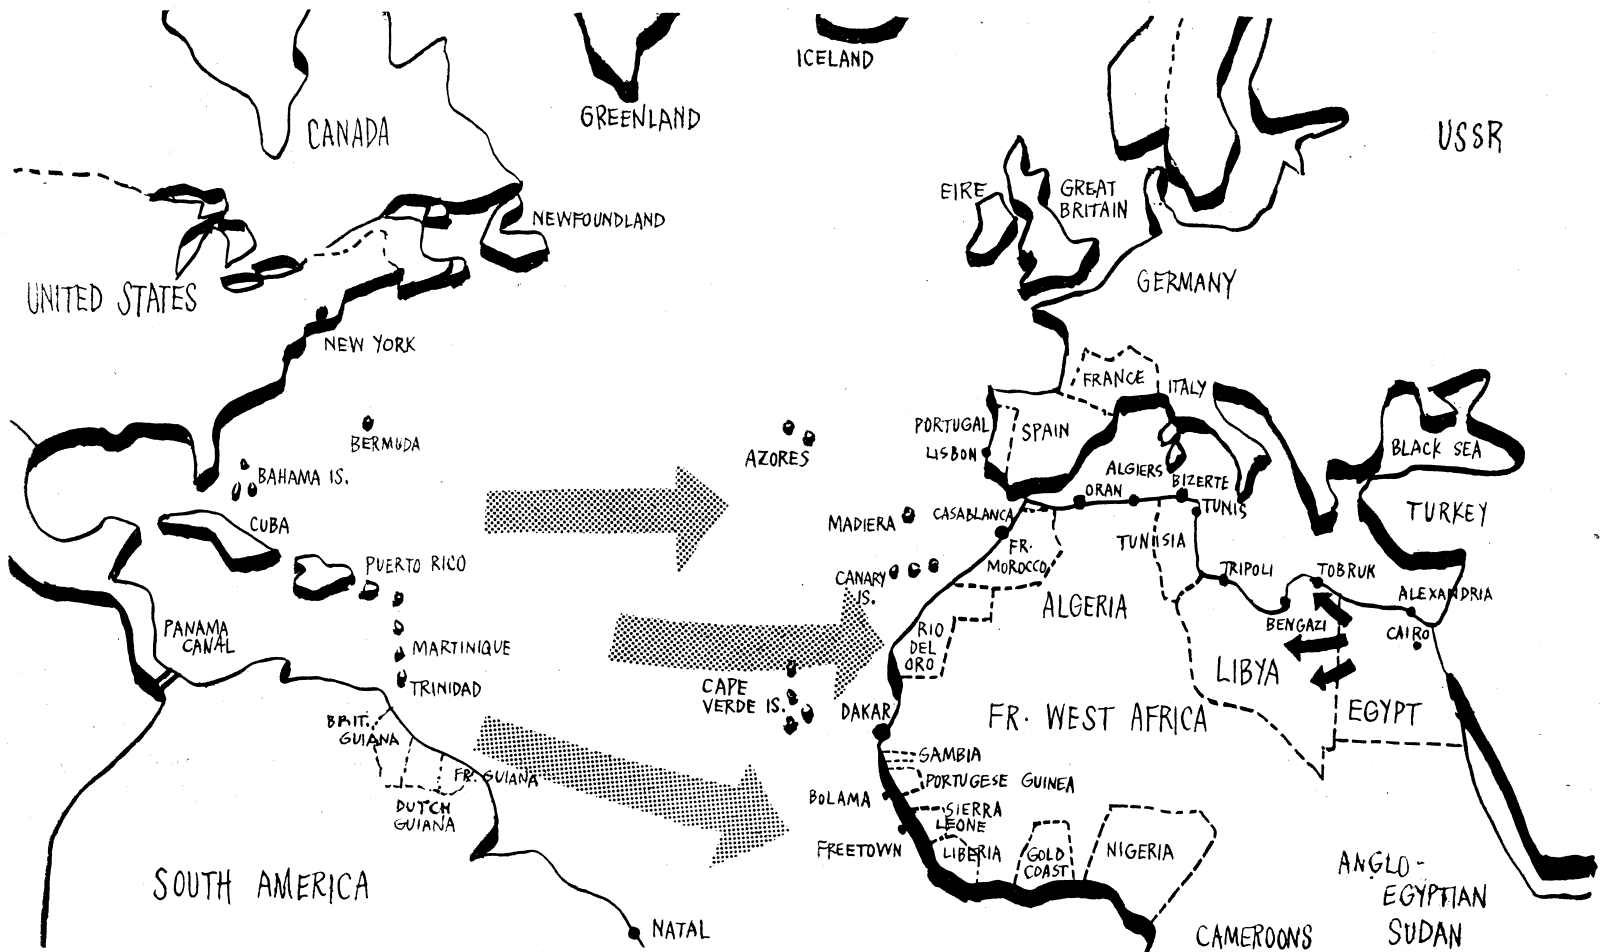 ICELAND
GREENLAND
CANADA
USSR
EIRE
GREAT
BRITAIN
NEWFOUNDLAND
GERMANY
UNITED STATES
NEW YORK
FRANCE
ITALY
BERMUDA
PORTUGAL
SPAIN
LISBON
AZORES
BLACK SEA
BAHAMA IS.
ALGIERS
BIZERTE
ORAN
TUNIS
TURKEY
CUBA
MADIERA
CASABLANCA
FR.
MOROCCO
TUNISIA
PUERTO RICO
CANARY
IS.
TRIPOLI
TOBRUK
ALEXANDRIA
ALGERIA
BENGAZI
CAIRO
PANAMA
CANAL
RIO
DEL
ORO
MARTINIQUE
LIBYA
TRINIDAD
CAPE
VERDE IS.
DAKAR
FR. WEST AFRICA
EGYPT
BRIT.
GUIANA
SAMBIA
FR. GUIANA
PORTUGESE GUINEA
BOLAMA
DUTCH
GUIANA
SIERRA
LEONE
FREETOWN
LIBERIA
GOLD
COAST
NIGERIA
ANGLO-
EGYPTIAN
SUDAN
SOUTH AMERICA
NATAL
CAMEROONS